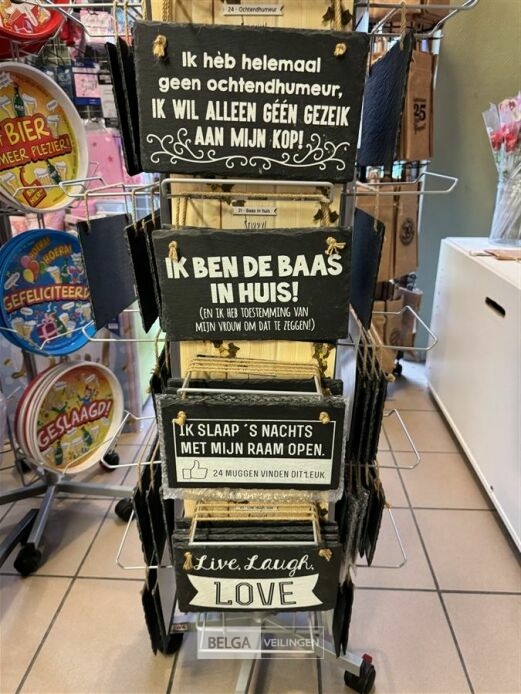 24 - Ochtendhumeur
Ik hèb helemaal
geen ochtendhumeur,
IK WIL ALLEEN GÉÉN GEZEIK
AAN MIJN KOP!
BIER
MEER PLEZIER!
21 - Baas in huis
IK BEN DE BAAS
IN HUIS!
(EN IK HEB TOESTEMMING VAN
MIJN VROUW OM DAT TE ZEGGEN!)
HOERA!
HOERA!
GEFELICITEERD
IK SLAAP 'S NACHTS
MET MIJN RAAM OPEN.
24 MUGGEN VINDEN DIT LEUK.
GESLAAGD!
Live, Laugh,
LOVE
25
BELGA VEILINGEN